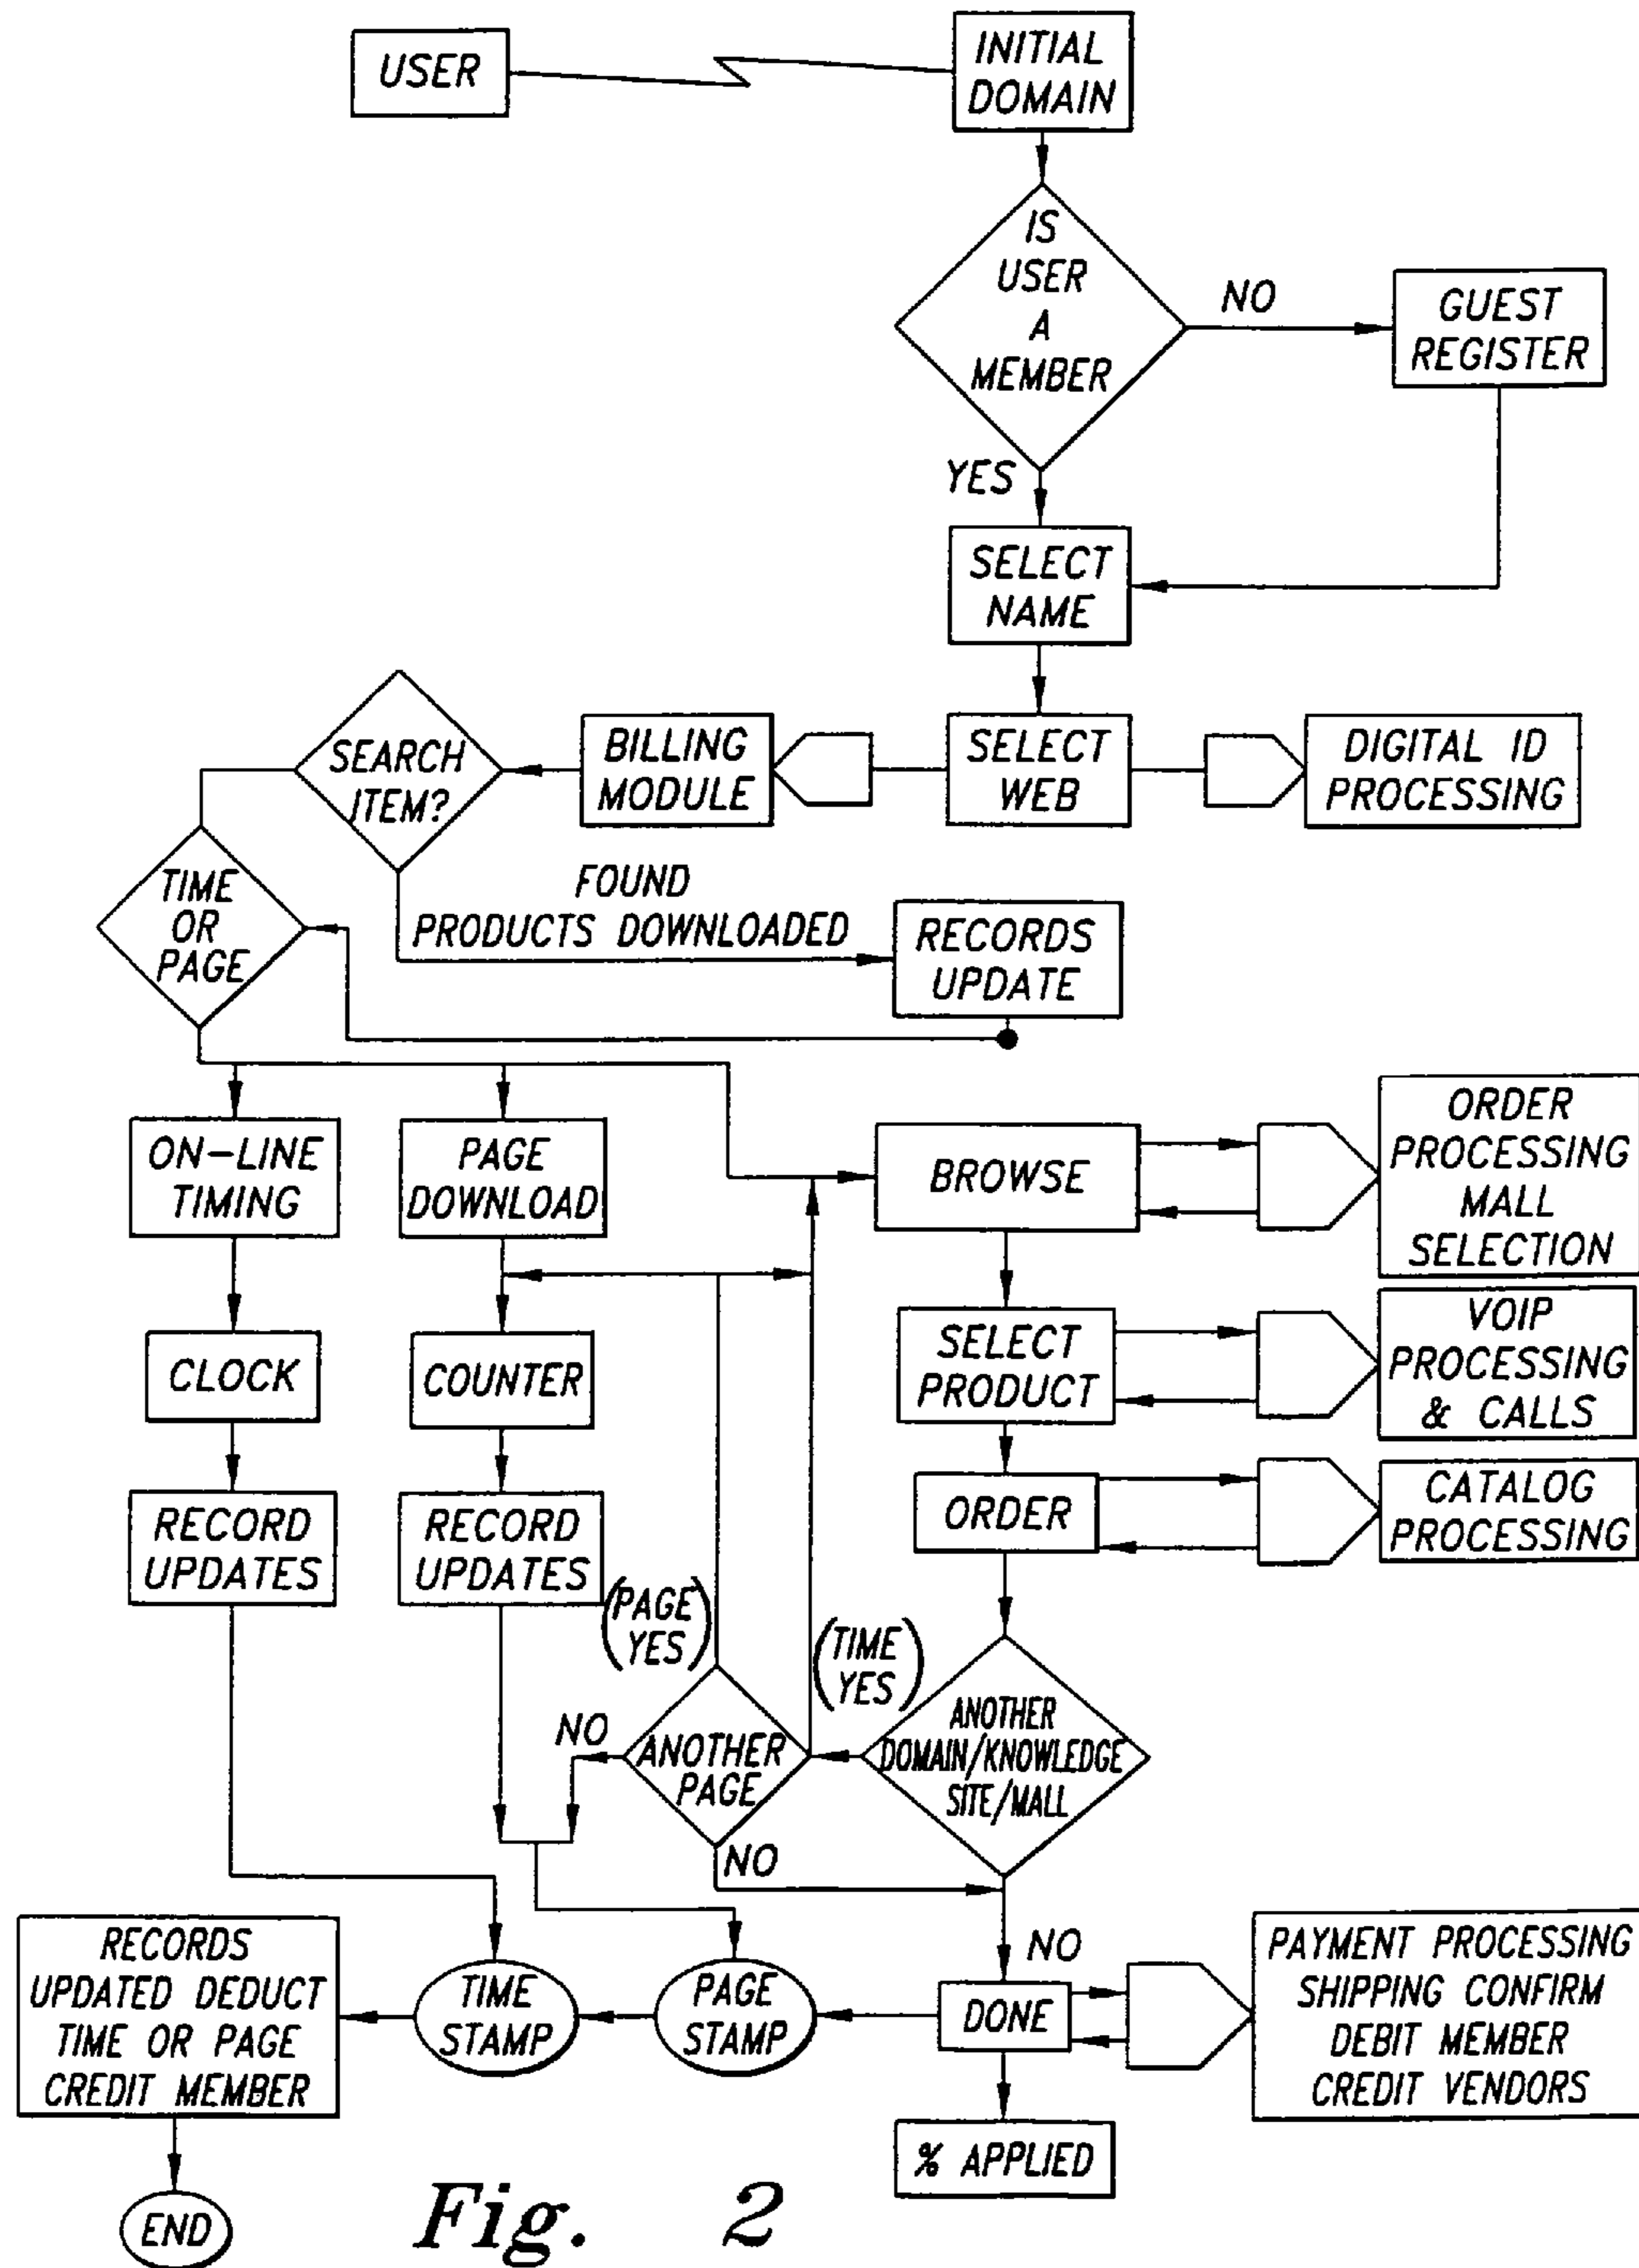 USER
INITIAL
DOMAIN
IS
USER
A
MEMBER
NO
GUEST
REGISTER
YES
SELECT
NAME
SEARCH
ITEM?
BILLING
MODULE
SELECT
WEB
DIGITAL ID
PROCESSING
TIME
OR
PAGE
FOUND
PRODUCTS DOWNLOADED
RECORDS
UPDATE
ON-LINE
TIMING
PAGE
DOWNLOAD
BROWSE
ORDER
PROCESSING
MALL
SELECTION
CLOCK
COUNTER
SELECT
PRODUCT
VOIP
PROCESSING
& CALLS
RECORD
UPDATES
RECORD
UPDATES
ORDER
CATALOG
PROCESSING
(PAGE
YES)
(TIME
YES)
NO
ANOTHER
PAGE
ANOTHER
DOMAIN/KNOWLEDGE
SITE/MALL
NO
NO
RECORDS
UPDATED DEDUCT
TIME OR PAGE
CREDIT MEMBER
TIME
STAMP
PAGE
STAMP
DONE
PAYMENT PROCESSING
SHIPPING CONFIRM
DEBIT MEMBER
CREDIT VENDORS
% APPLIED
END
Fig. 2